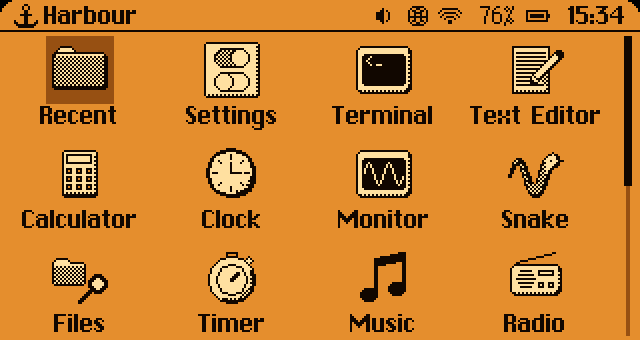 Harbour 76% 15:34
Recent Settings Terminal Text Editor
Calculator Clock Monitor Snake
Files Timer Music Radio